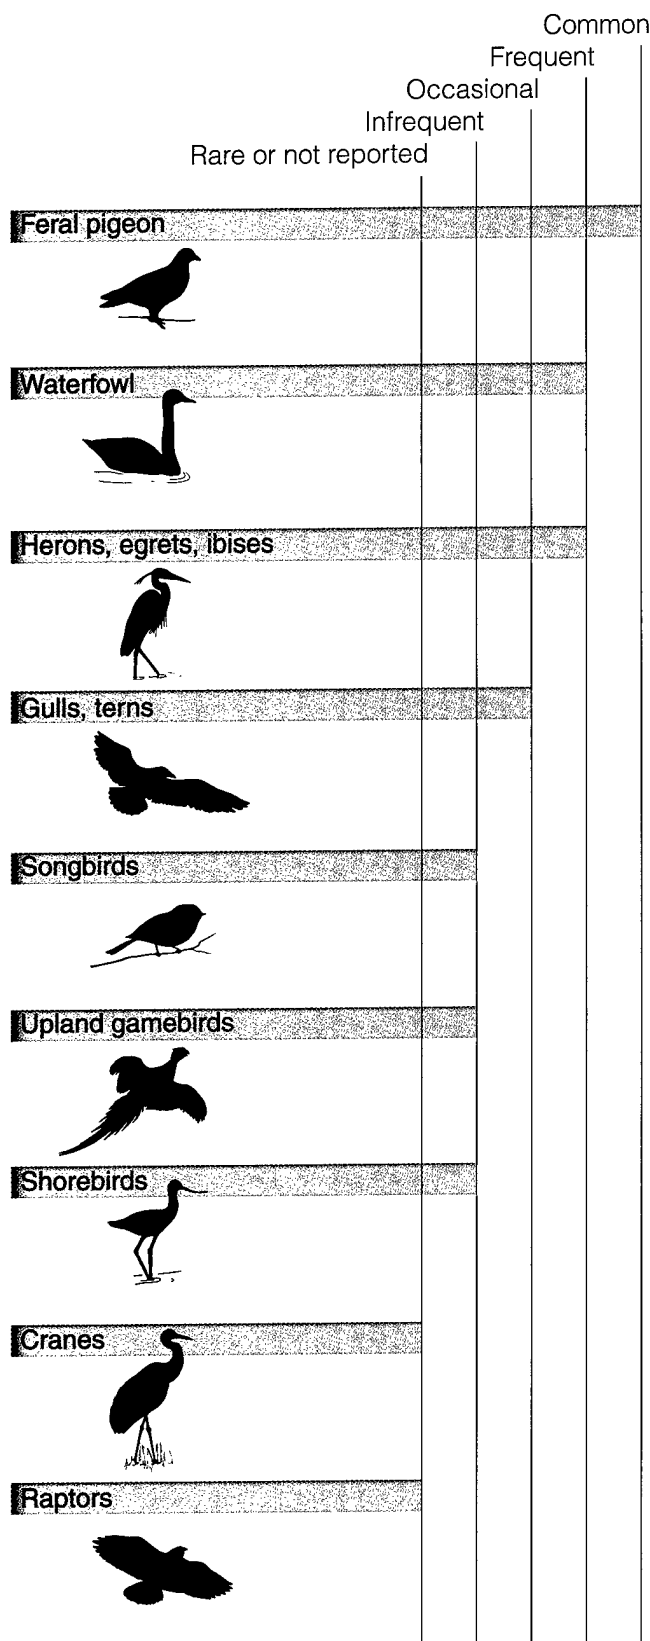 Common
Frequent
Occasional
Infrequent
Rare or not reported
Feral pigeon
Waterfowl
Herons, egrets, ibises
Gulls, terns
Songbirds
Upland gamebirds
Shorebirds
Cranes
Raptors